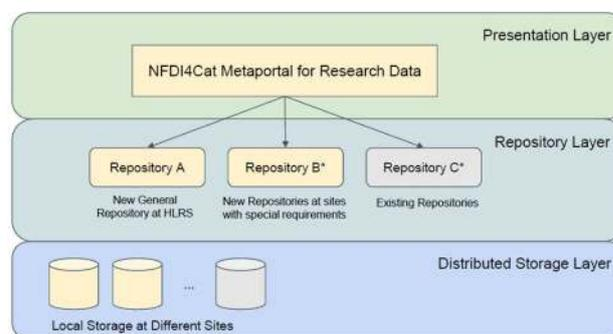 Presentation Layer
NFDI4Cat Metaportal for Research Data
Repository Layer
Repository A
Repository B*
Repository C*
New General
Repository at HLRS
New Repositories at sites
with special requirements
Existing Repositories
Distributed Storage Layer
...
Local Storage at Different Sites